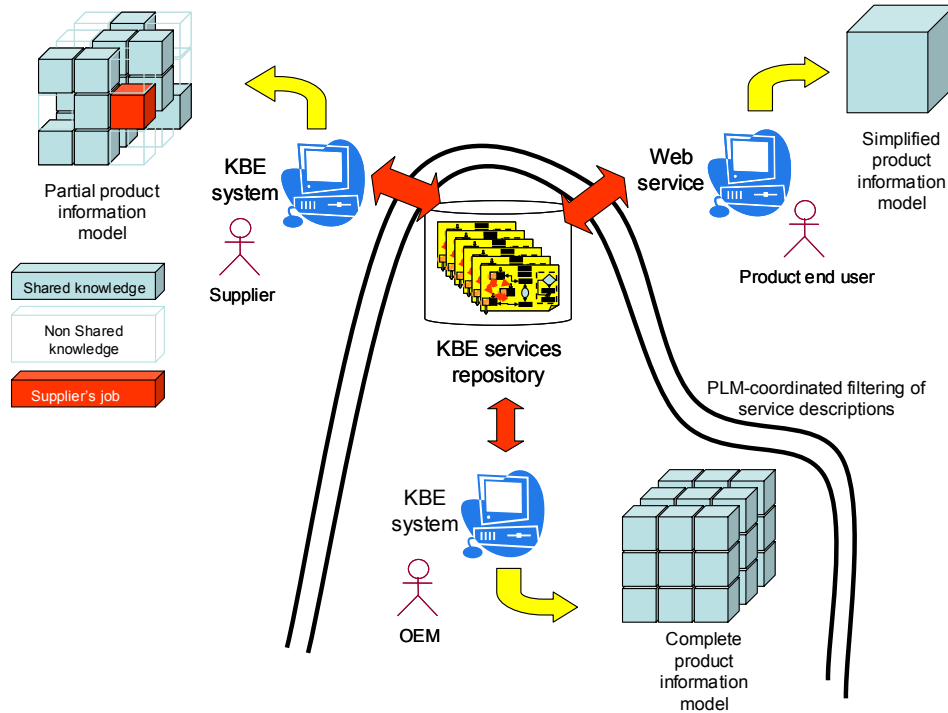 Partial product
information
model
KBE
system
Supplier
Shared knowledge
Non Shared
knowledge
Supplier's job
Web
service
Product end user
Simplified
product
information
model
KBE services
repository
PLM-coordinated filtering of
service descriptions
KBE
system
OEM
Complete
product
information
model